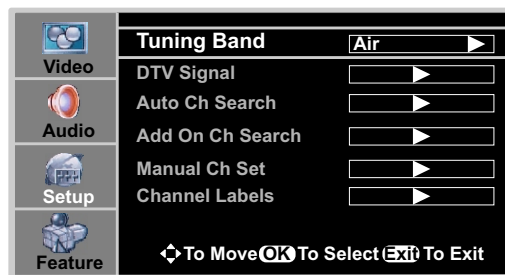 Video
Audio
Setup
Feature
Tuning Band Air
DTV Signal
Auto Ch Search
Add On Ch Search
Manual Ch Set
Channel Labels
To Move OK To Select Exit To Exit